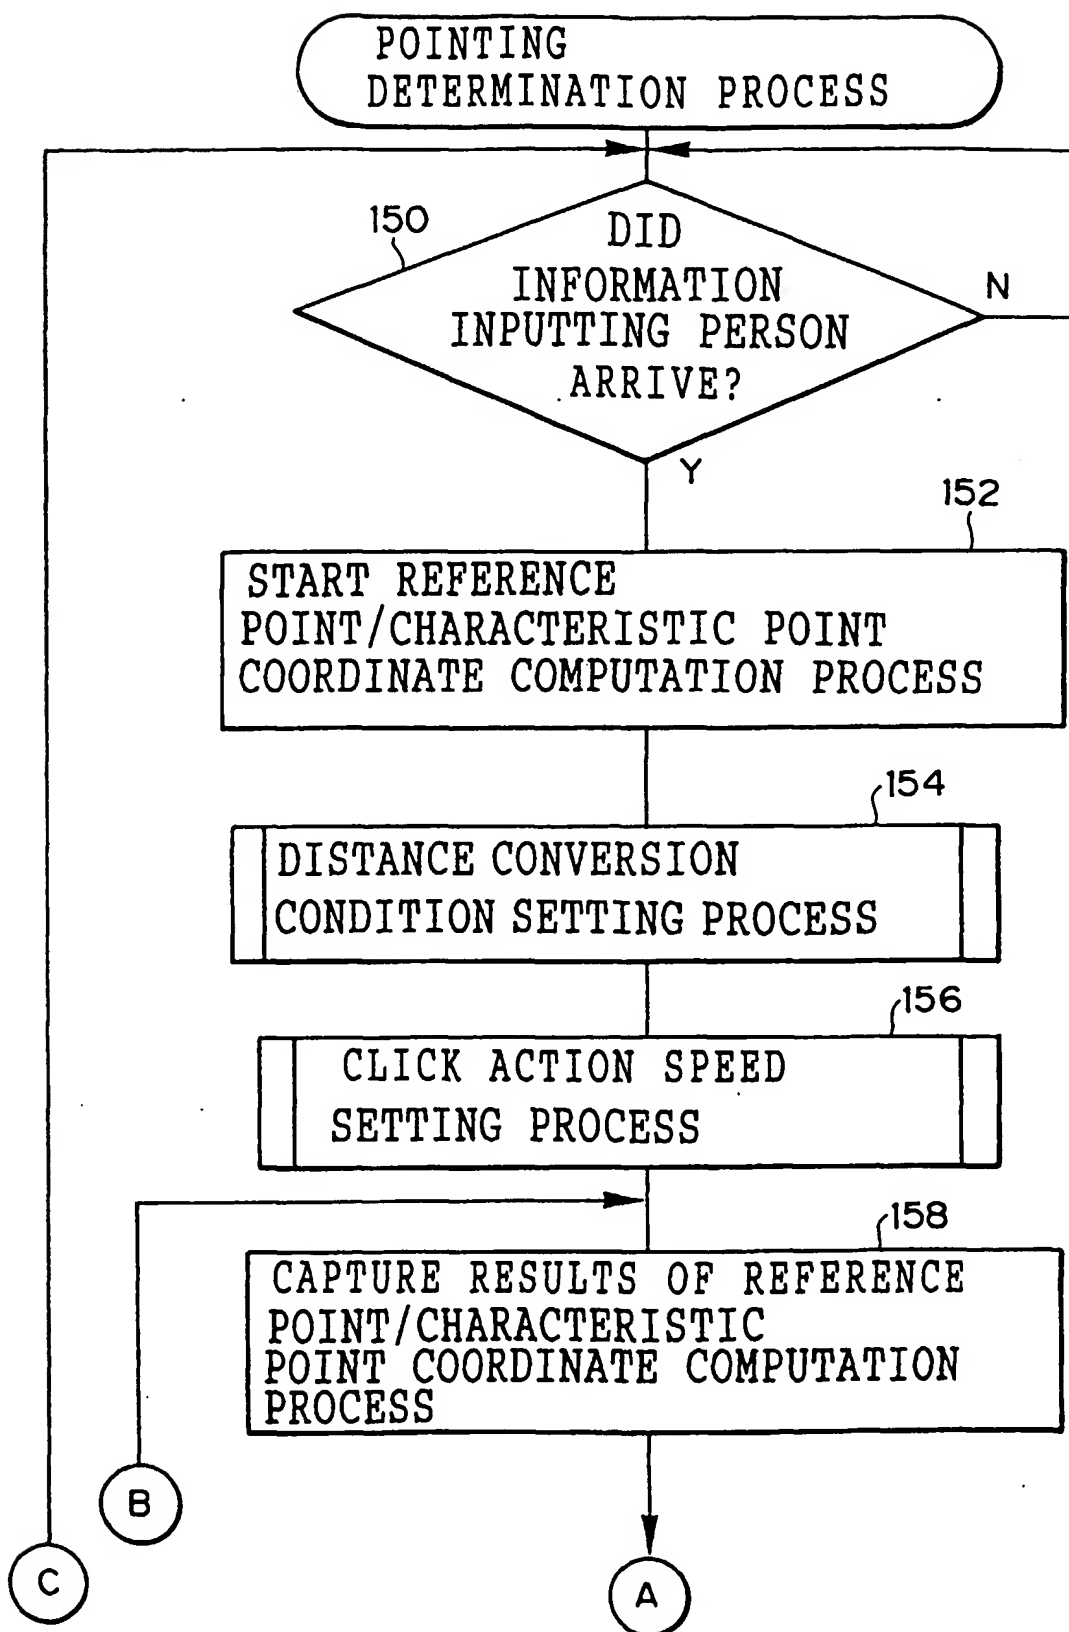 POINTING
DETERMINATION PROCESS
150
DID
INFORMATION
INPUTTING PERSON
ARRIVE?
N
Y
152
START REFERENCE
POINT/CHARACTERISTIC POINT
COORDINATE COMPUTATION PROCESS
154
DISTANCE CONVERSION
CONDITION SETTING PROCESS
156
CLICK ACTION SPEED
SETTING PROCESS
158
CAPTURE RESULTS OF REFERENCE
POINT/CHARACTERISTIC
POINT COORDINATE COMPUTATION
PROCESS
B
C
A